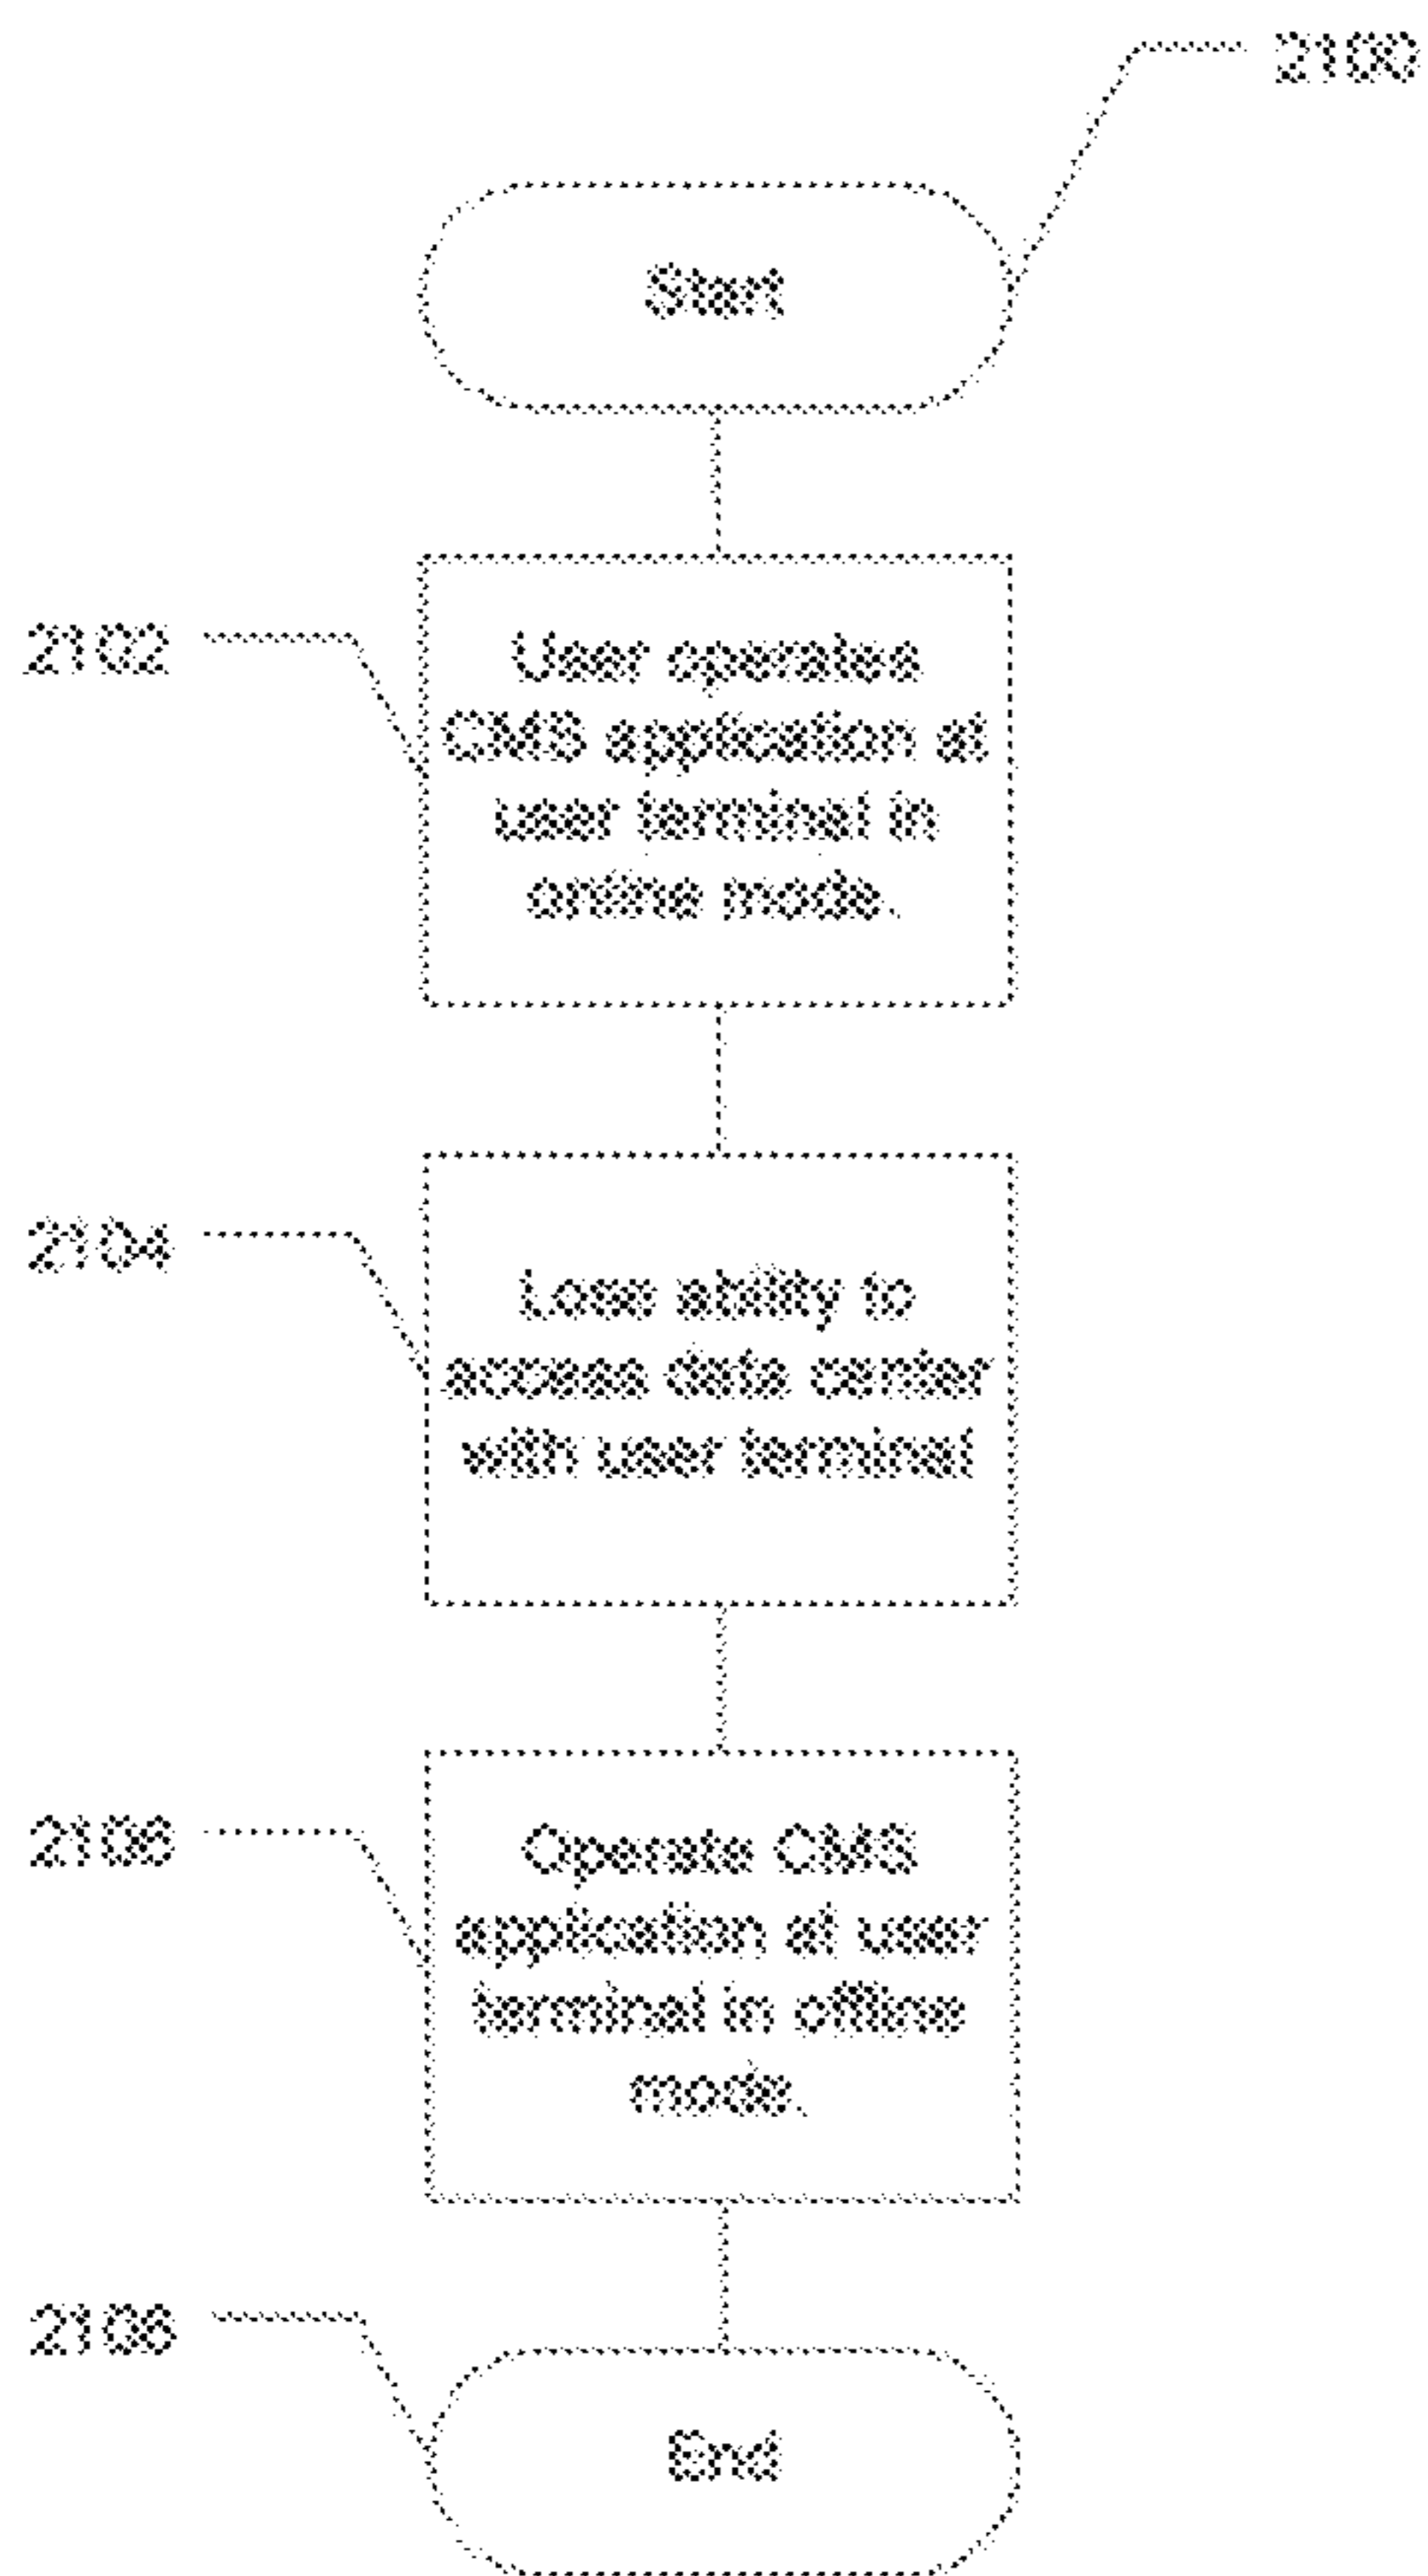 2100
Start
2102
User operates
CMS application at
user terminal in
online mode.
2104
Lose ability to
access data center
with user terminal
2106
Operate CMS
application at user
terminal in offline
mode.
2108
End